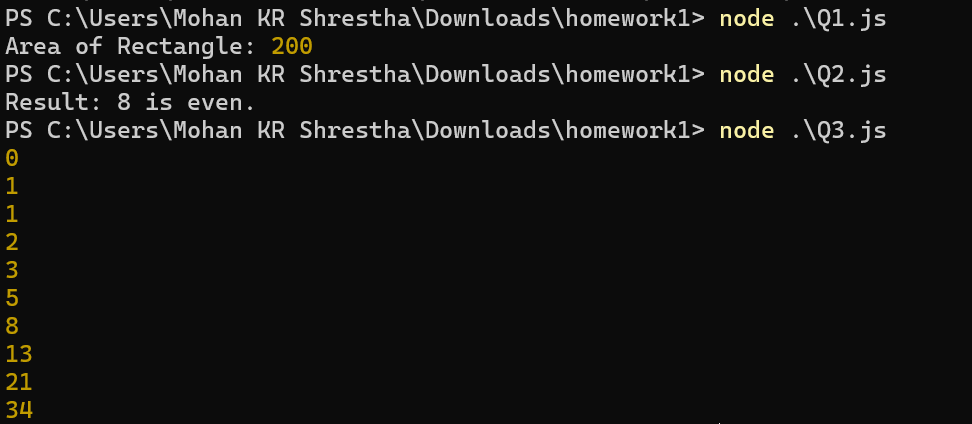 PS C:\Users\Mohan KR Shrestha\Downloads\homework1> node .\Q1.js
Area of Rectangle: 200
PS C:\Users\Mohan KR Shrestha\Downloads\homework1> node .\Q2.js
Result: 8 is even.
PS C:\Users\Mohan KR Shrestha\Downloads\homework1> node .\Q3.js
0
1
1
2
3
5
8
13
21
34